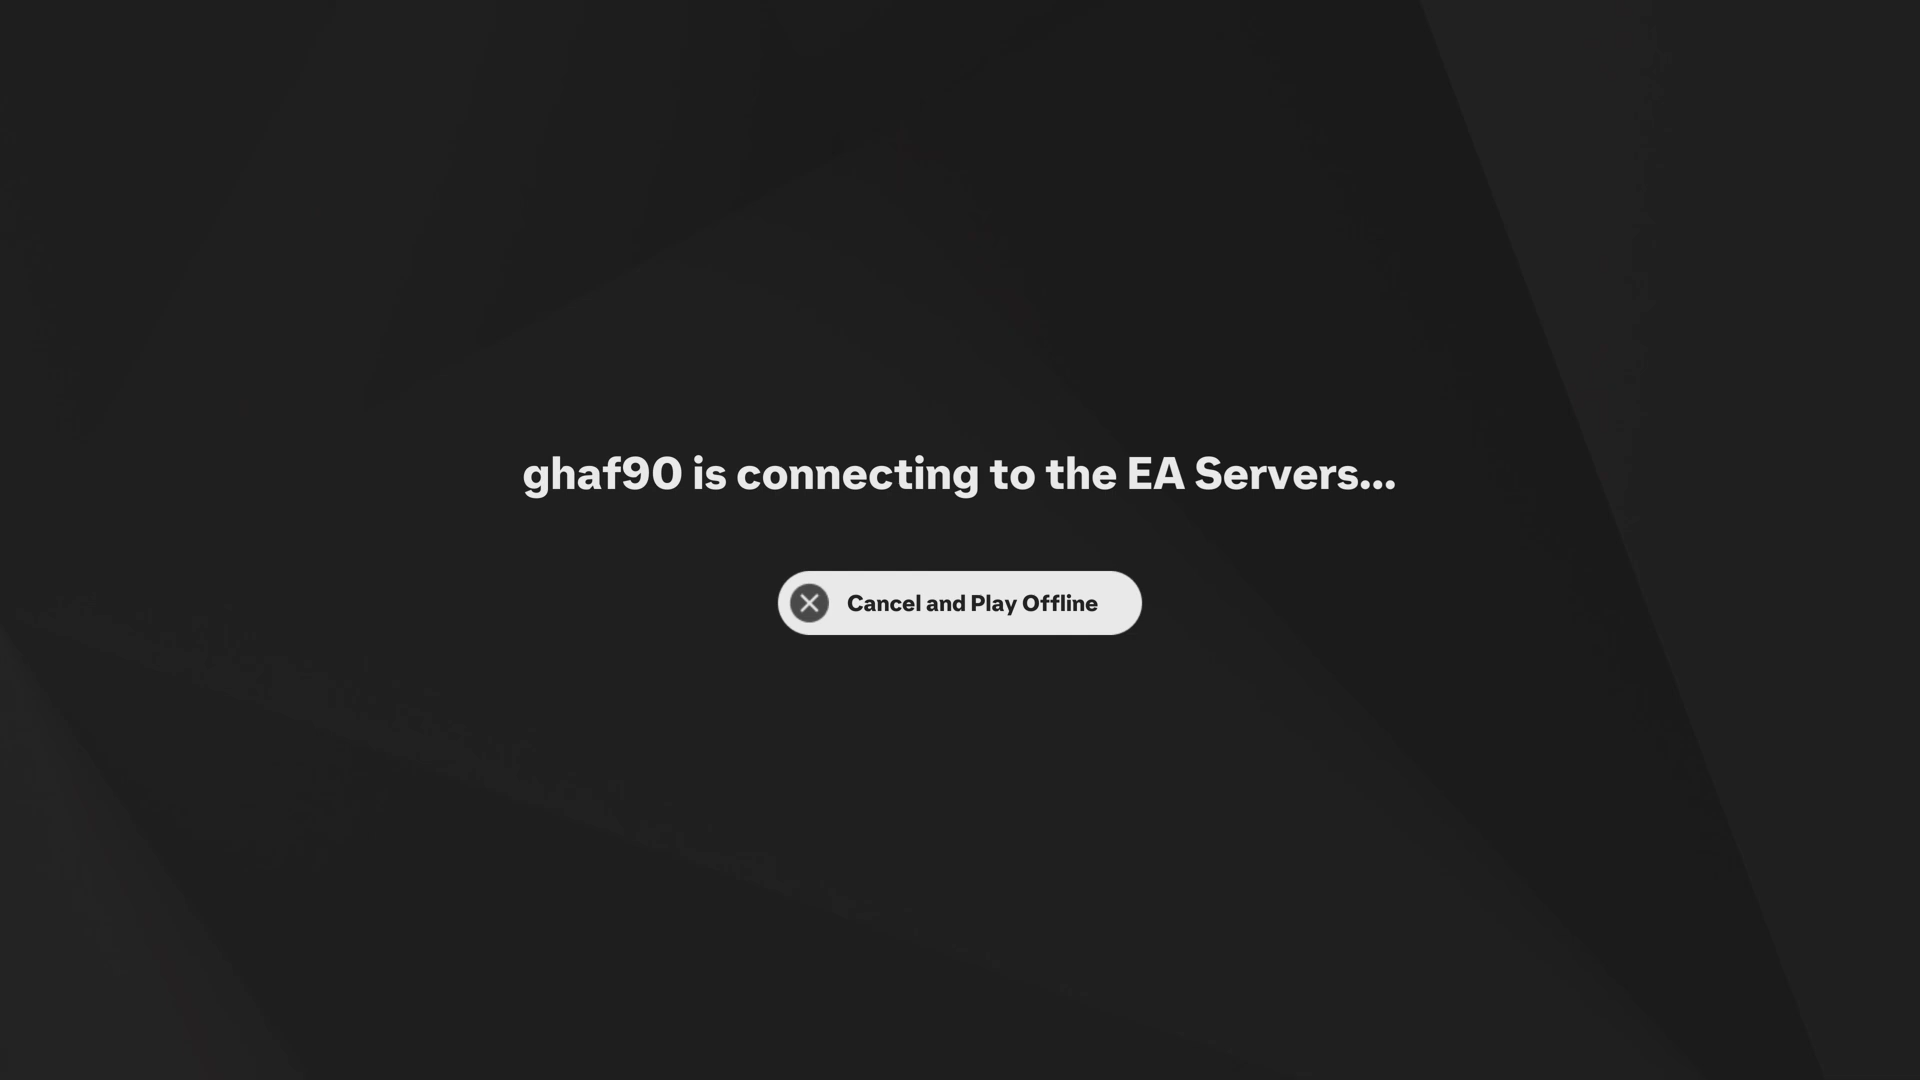 ghaf90 is connecting to the EA Servers...
Cancel and Play Offline